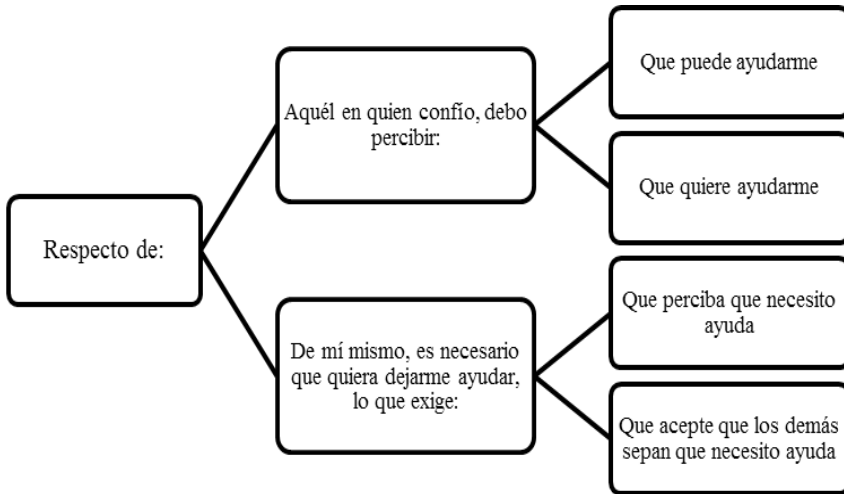 Respecto de:
Aquél en quien confío, debo
percibir:
Que puede ayudarme
Que quiere ayudarme
De mí mismo, es necesario
que quiera dejarme ayudar,
lo que exige:
Que perciba que necesito
ayuda
Que acepte que los demás
sepan que necesito ayuda